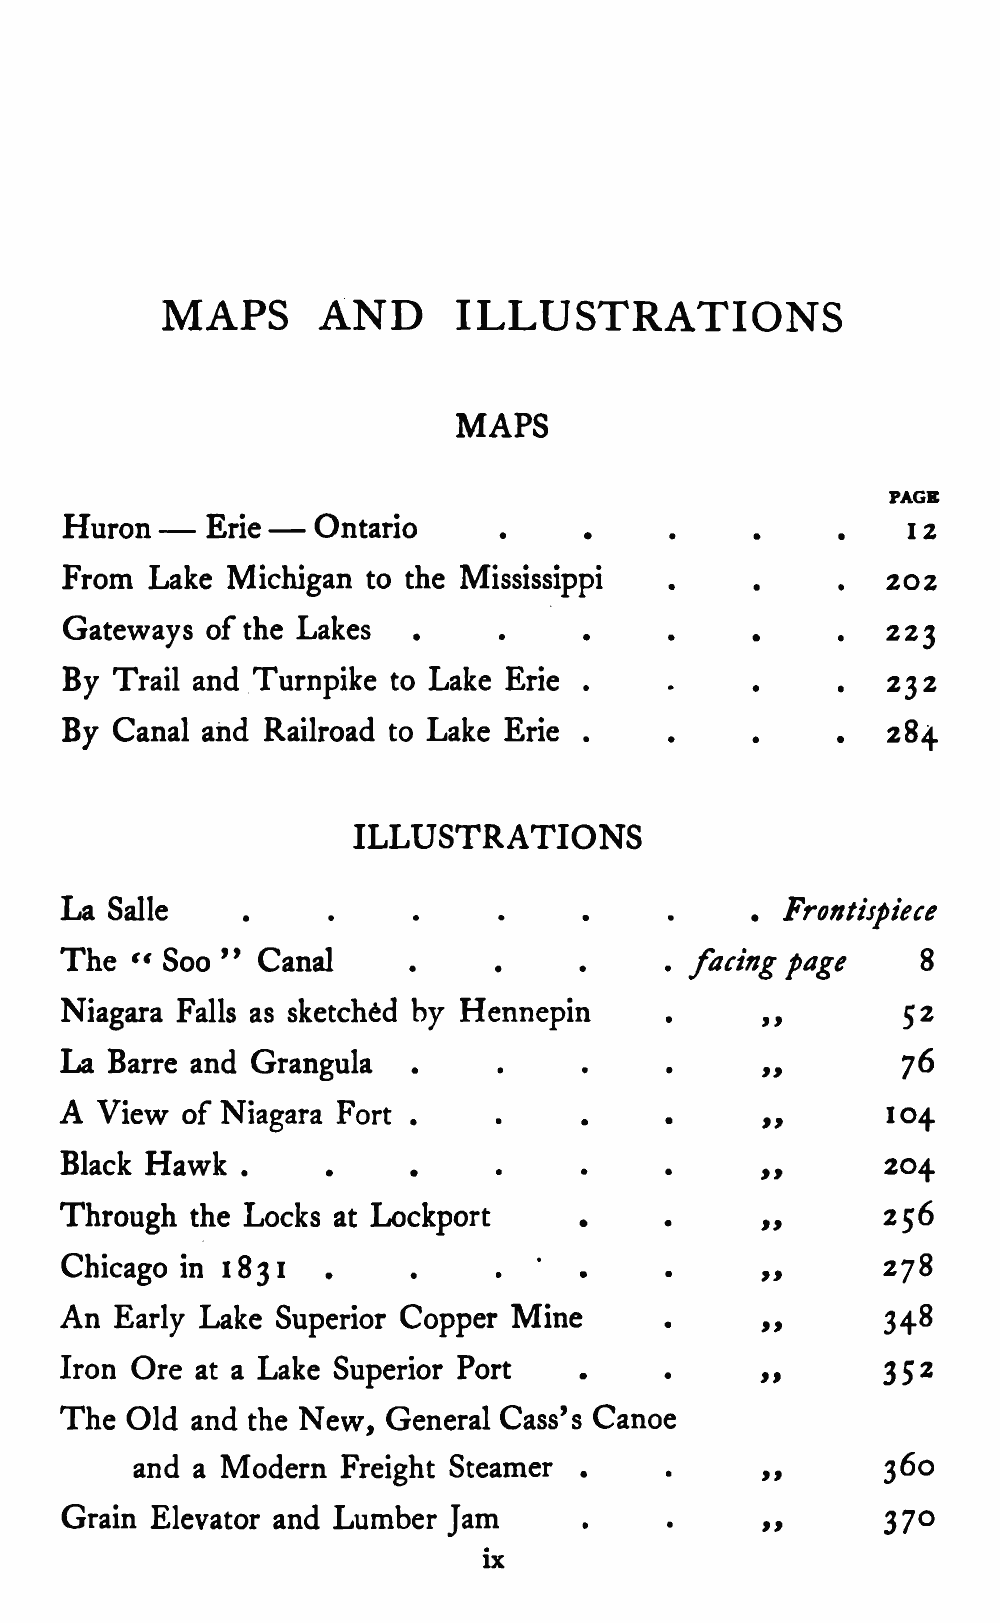 MAPS AND ILLUSTRATIONS
MAPS
PAGE
Huron — Erie — Ontario . . . . . 12
From Lake Michigan to the Mississippi . . . 202
Gateways of the Lakes . . . . . . 223
By Trail and Turnpike to Lake Erie . . . . 232
By Canal and Railroad to Lake Erie . . . . 284
ILLUSTRATIONS
La Salle . . . . . . . Frontispiece
The “ Soo ” Canal . . . . facing page 8
Niagara Falls as sketched by Hennepin . ,, 52
La Barre and Grangula . . . . ,, 76
A View of Niagara Fort . . . . ,, 104
Black Hawk . . . . . . ,, 204
Through the Locks at Lockport . . ,, 256
Chicago in 1831 . . . . . ,, 278
An Early Lake Superior Copper Mine . ,, 348
Iron Ore at a Lake Superior Port . . ,, 352
The Old and the New, General Cass’s Canoe
and a Modern Freight Steamer . . ,, 360
Grain Elevator and Lumber Jam . . ,, 370
ix